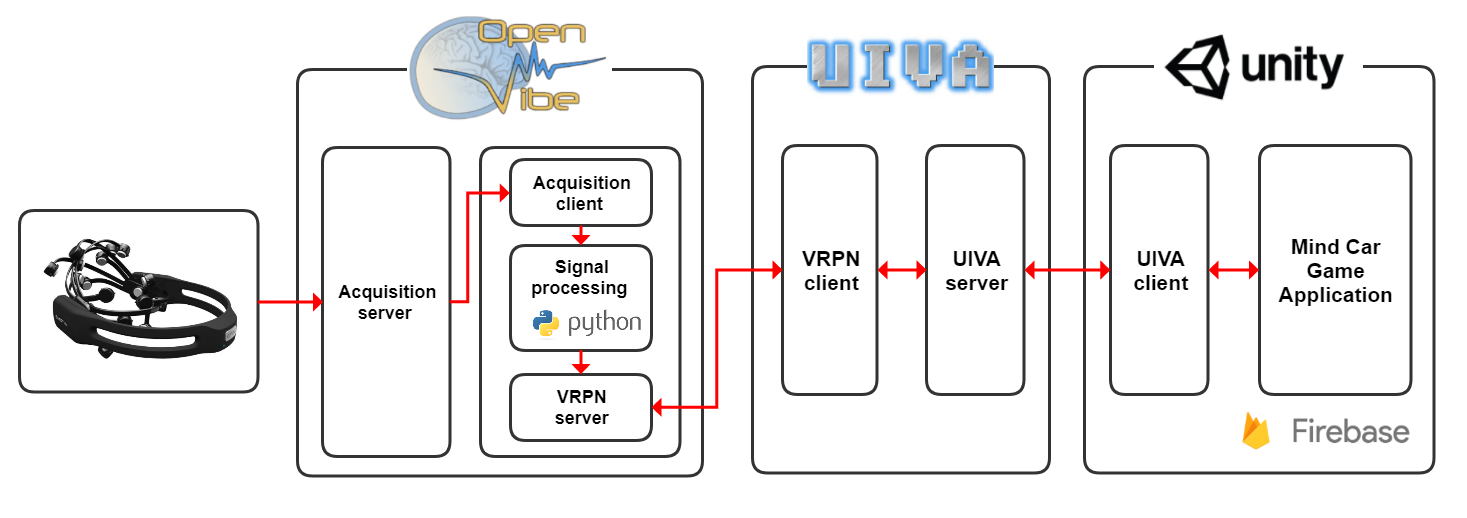 Open
Vibe
UIVA
unity
Acquisition
server
Acquisition
client
Signal
processing
python
VRPN
server
VRPN
client
UIVA
server
UIVA
client
Mind Car
Game
Application
Firebase